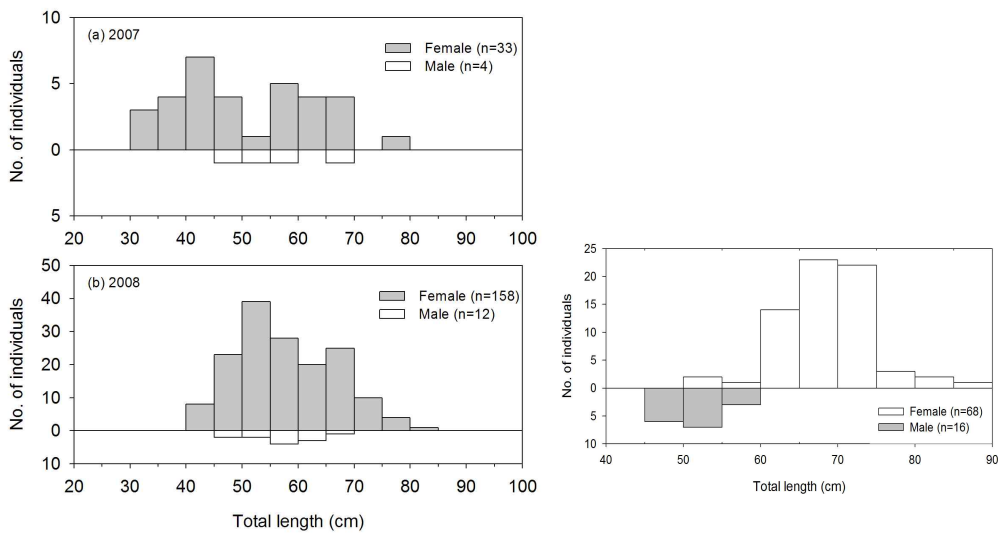 (a) 2007
Female (n=33)
Male (n=4)
No. of individuals
10
5
0
5
20 30 40 50 60 70 80 90 100
(b) 2008
Female (n=158)
Male (n=12)
No. of individuals
50
40
30
20
10
0
10
20 30 40 50 60 70 80 90 100
Total length (cm)
No. of individuals
25
20
15
10
5
0
5
10
Female (n=68)
Male (n=16)
40 50 60 70 80 90
Total length (cm)